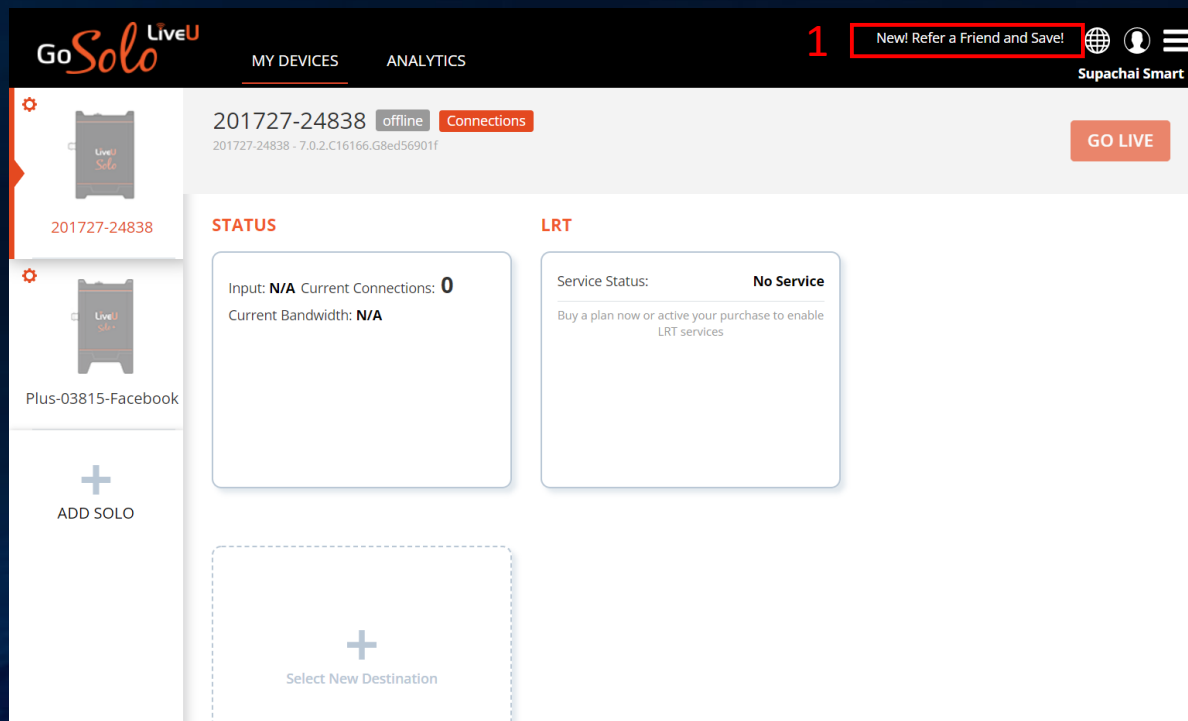 GoSolo LiveU
MY DEVICES
ANALYTICS
1
New! Refer a Friend and Save!
Supachai Smart
LiveU
Solo
201727-24838
LiveU
Solo+
Plus-03815-Facebook
ADD SOLO
201727-24838 offline Connections
201727-24838 - 7.0.2.C16166.G8ed56901f
GO LIVE
STATUS
Input: N/A Current Connections: 0
Current Bandwidth: N/A
LRT
Service Status: No Service
Buy a plan now or active your purchase to enable
LRT services
Select New Destination